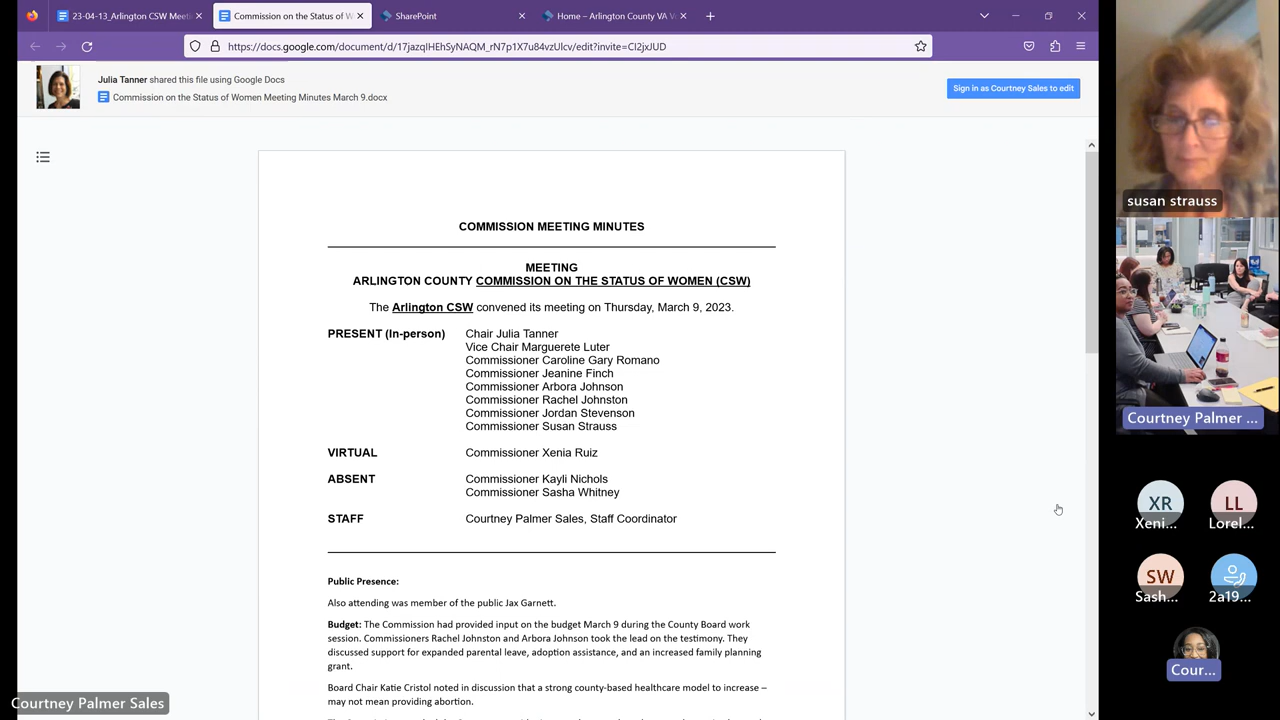 23-04-13_Arlington CSW Meeti
Commission on the Status of W
SharePoint
Home – Arlington County VA V
https://docs.google.com/document/d/17jazqIHEhSyNAQM_rN7p1X7u84vzUlcv/edit?invite=CI2jxJUD
Julia Tanner shared this file using Google Docs
Commission on the Status of Women Meeting Minutes March 9.docx
Sign in as Courtney Sales to edit
COMMISSION MEETING MINUTES
MEETING
ARLINGTON COUNTY COMMISSION ON THE STATUS OF WOMEN (CSW)
The Arlington CSW convened its meeting on Thursday, March 9, 2023.
PRESENT (In-person) Chair Julia Tanner
Vice Chair Marguerete Luter
Commissioner Caroline Gary Romano
Commissioner Jeanine Finch
Commissioner Arbora Johnson
Commissioner Rachel Johnston
Commissioner Jordan Stevenson
Commissioner Susan Strauss
VIRTUAL Commissioner Xenia Ruiz
ABSENT Commissioner Kayli Nichols
Commissioner Sasha Whitney
STAFF Courtney Palmer Sales, Staff Coordinator
Public Presence:
Also attending was member of the public Jax Garnett.
Budget: The Commission had provided input on the budget March 9 during the County Board work
session. Commissioners Rachel Johnston and Arbora Johnson took the lead on the testimony. They
discussed support for expanded parental leave, adoption assistance, and an increased family planning
grant.
Board Chair Katie Cristol noted in discussion that a strong county-based healthcare model to increase –
may not mean providing abortion.
Courtney Palmer Sales
susan strauss
Courtney Palmer ...
XR
Xeni...
LL
Lorel...
SW
Sash...
2a19...
Cour...